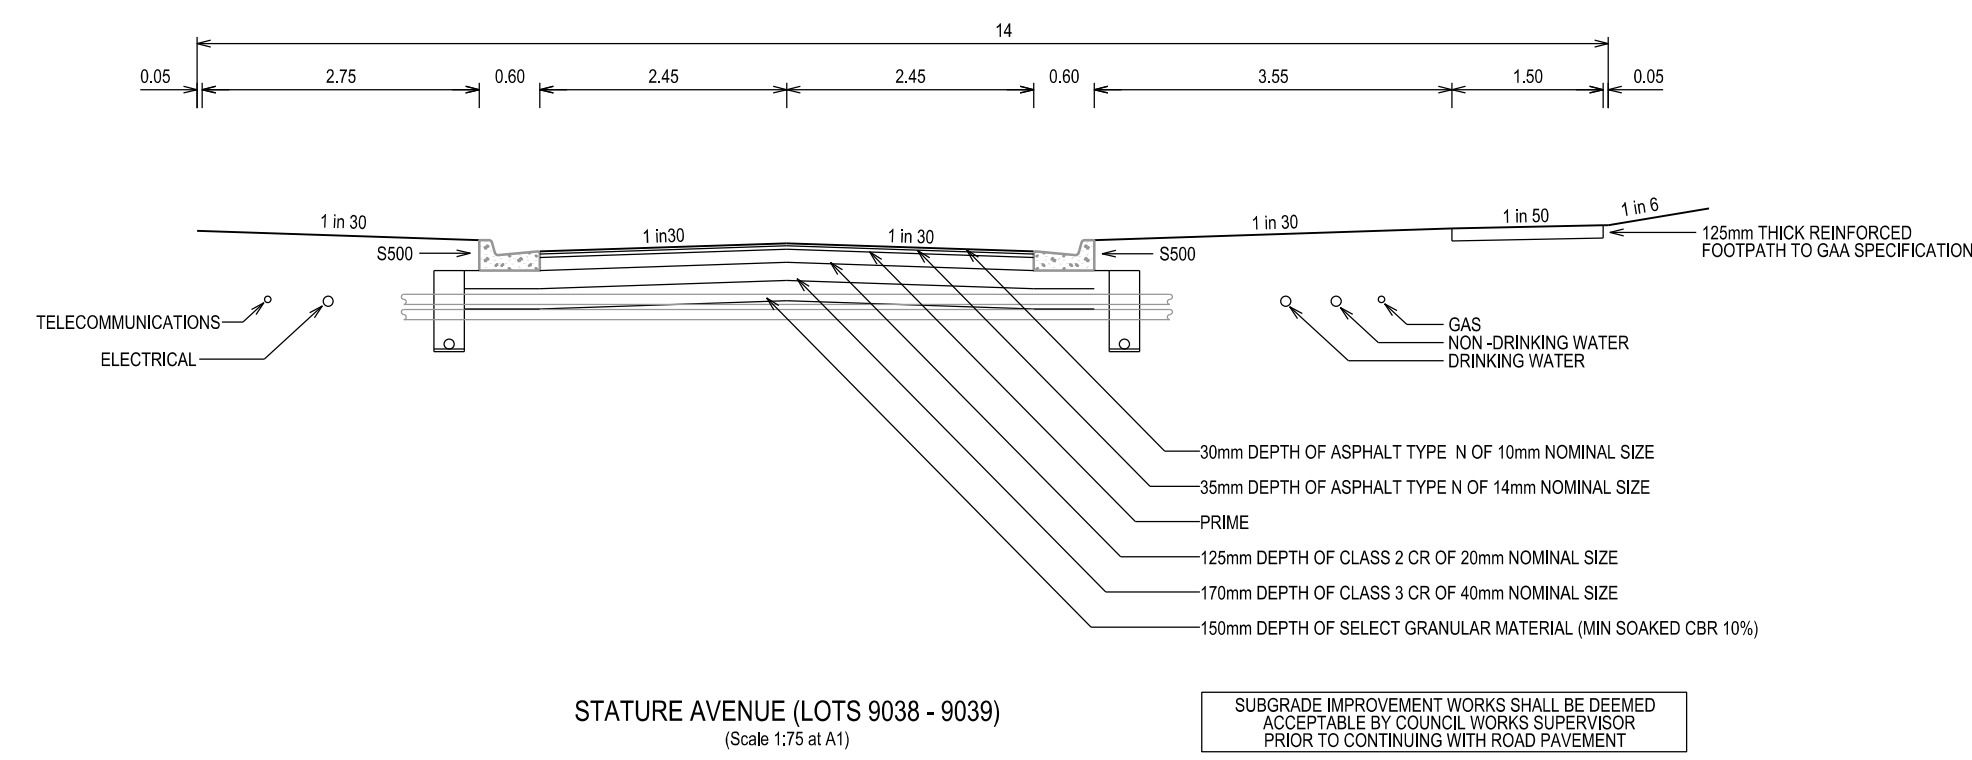 14
0.05 2.75 0.60 2.45 2.45 0.60 3.55 1.50 0.05
1 in 30
1 in30
1 in 30
1 in 30
1 in 50
1 in 6
S500
S500
125mm THICK REINFORCED
FOOTPATH TO GAA SPECIFICATION
TELECOMMUNICATIONS
ELECTRICAL
GAS
NON -DRINKING WATER
DRINKING WATER
30mm DEPTH OF ASPHALT TYPE N OF 10mm NOMINAL SIZE
35mm DEPTH OF ASPHALT TYPE N OF 14mm NOMINAL SIZE
PRIME
125mm DEPTH OF CLASS 2 CR OF 20mm NOMINAL SIZE
170mm DEPTH OF CLASS 3 CR OF 40mm NOMINAL SIZE
150mm DEPTH OF SELECT GRANULAR MATERIAL (MIN SOAKED CBR 10%)
STATURE AVENUE (LOTS 9038 - 9039)
(Scale 1:75 at A1)
SUBGRADE IMPROVEMENT WORKS SHALL BE DEEMED
ACCEPTABLE BY COUNCIL WORKS SUPERVISOR
PRIOR TO CONTINUING WITH ROAD PAVEMENT